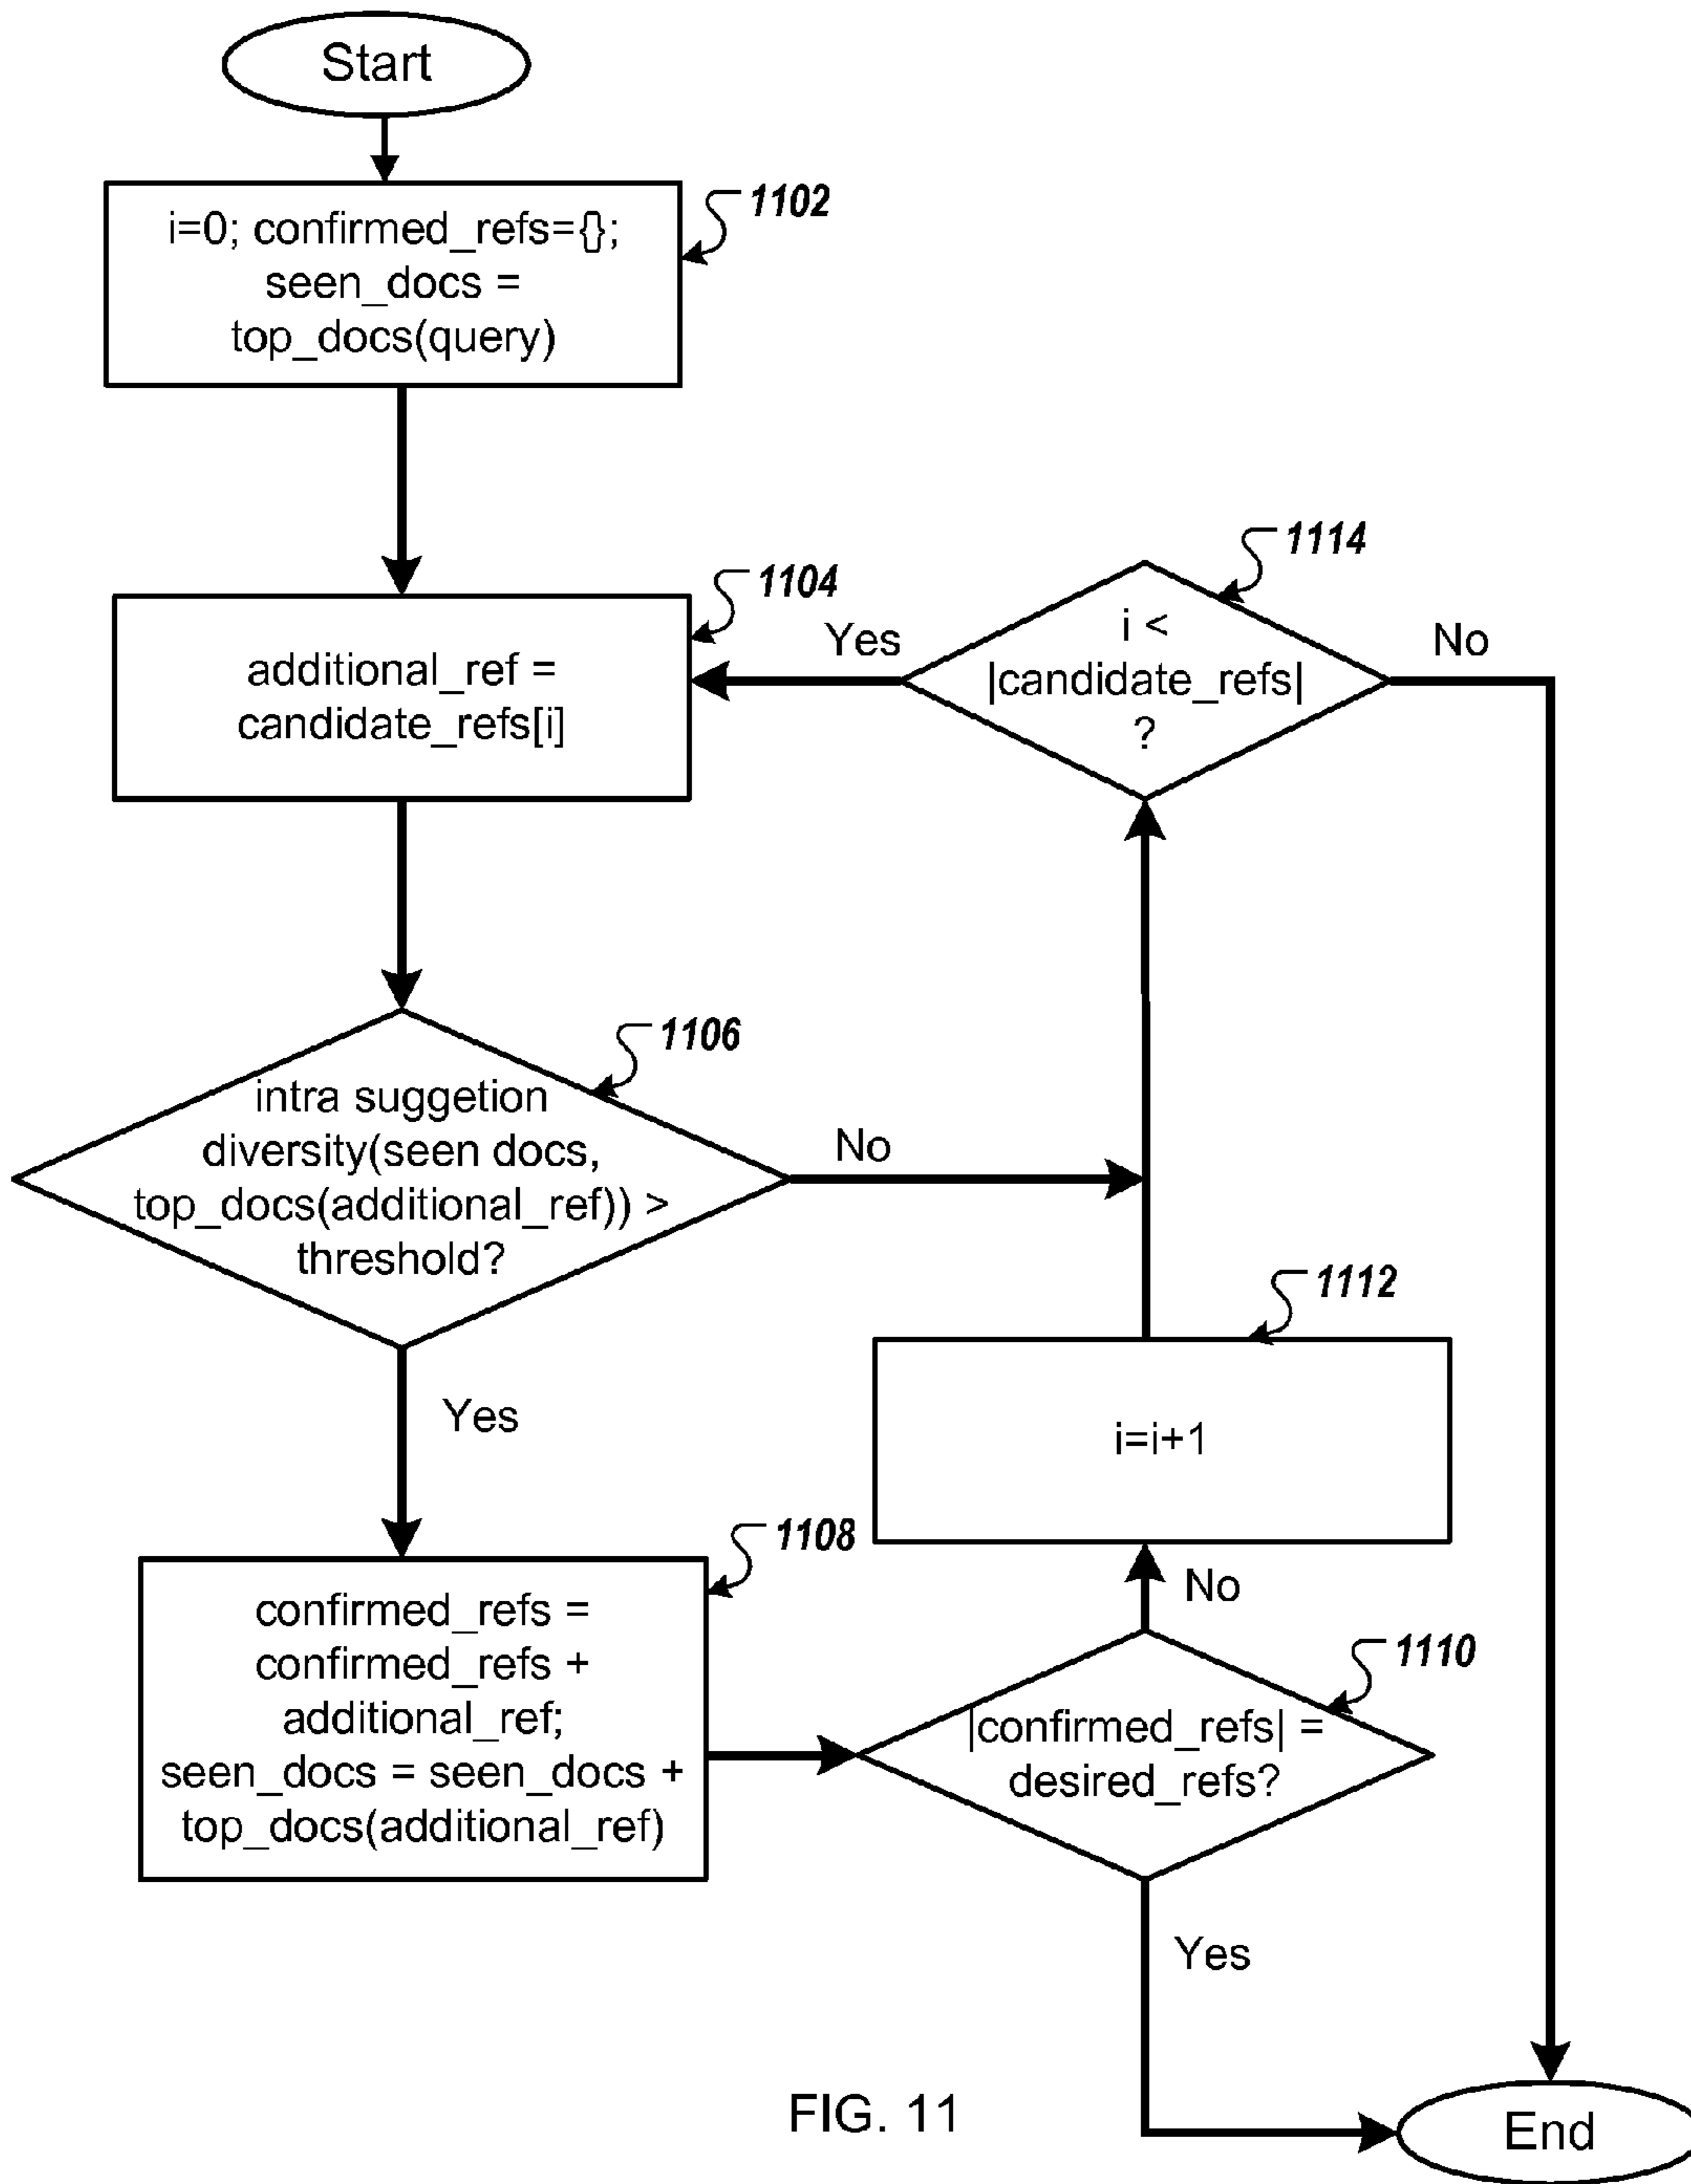 Start
i=0; confirmed_refs={};
seen_docs =
top_docs(query)
1102
additional_ref =
candidate_refs[i]
1104
i <
|candidate_refs|
?
1114
Yes
No
intra suggetion
diversity(seen docs,
top_docs(additional_ref)) >
threshold?
1106
No
Yes
i=i+1
1112
confirmed_refs =
confirmed_refs +
additional_ref;
seen_docs = seen_docs +
top_docs(additional_ref)
1108
No
|confirmed_refs| =
desired_refs?
1110
Yes
End
FIG. 11